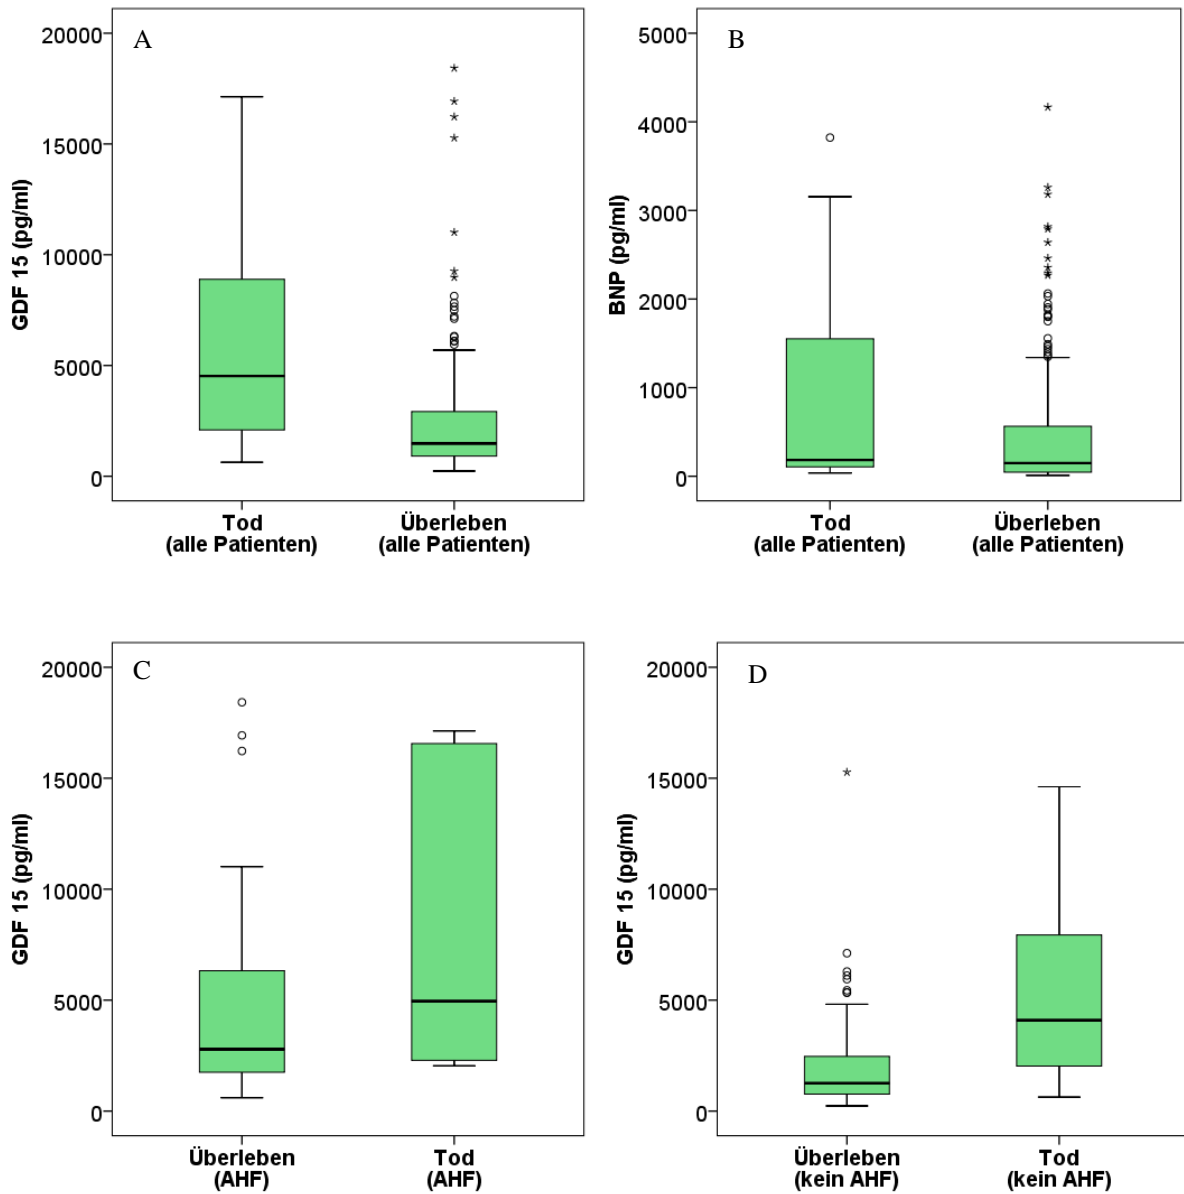 A
20000
15000
10000
5000
0
GDF 15 (pg/ml)
Tod
(alle Patienten)
Überleben
(alle Patienten)
B
5000
4000
3000
2000
1000
0
BNP (pg/ml)
Tod
(alle Patienten)
Überleben
(alle Patienten)
C
20000
15000
10000
5000
0
GDF 15 (pg/ml)
Überleben
(AHF)
Tod
(AHF)
D
20000
15000
10000
5000
0
GDF 15 (pg/ml)
Überleben
(kein AHF)
Tod
(kein AHF)